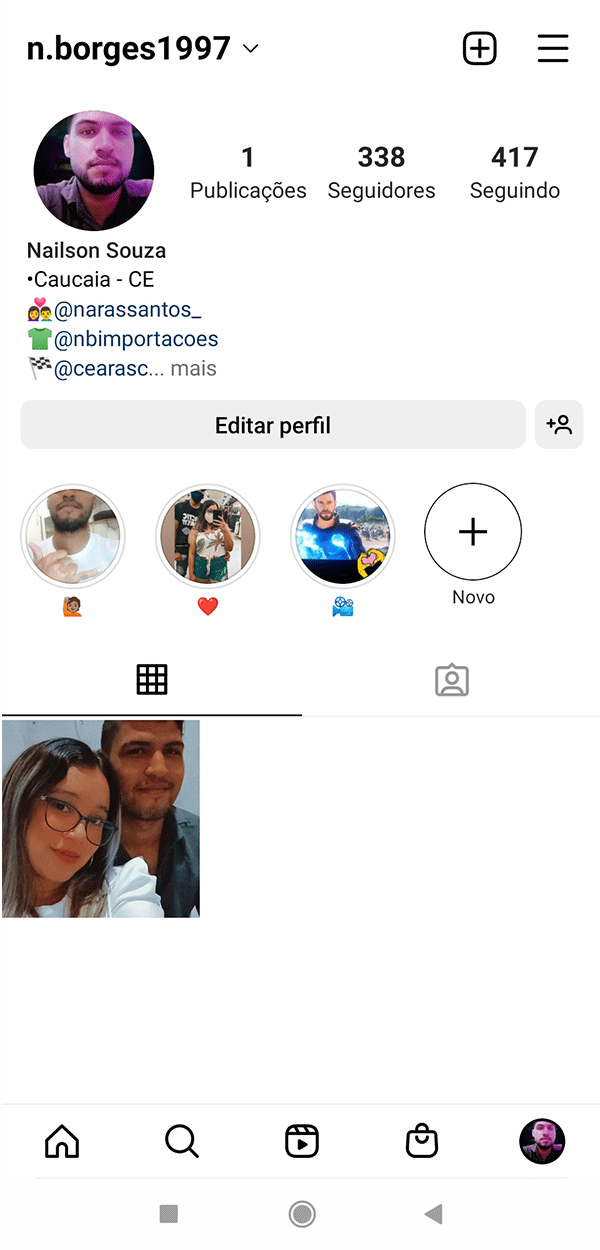 n.borges1997
1 338 417
Publicações Seguidores Seguindo
Nailson Souza
•Caucaia - CE
@narassantos_
@nbimportacoes
@cearasc... mais
Editar perfil
Novo